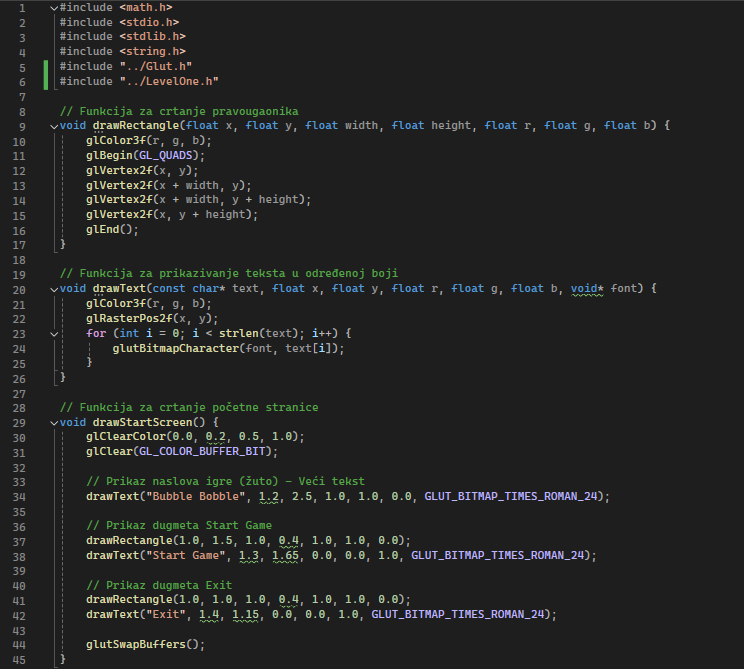 1 #include <math.h>
2 #include <stdio.h>
3 #include <stdlib.h>
4 #include <string.h>
5 #include "../Glut.h"
6 #include "../LevelOne.h"
7
8 // Funkcija za crtanje pravougaonika
9 void drawRectangle(float x, float y, float width, float height, float r, float g, float b) {
10     glColor3f(r, g, b);
11     glBegin(GL_QUADS);
12     glVertex2f(x, y);
13     glVertex2f(x + width, y);
14     glVertex2f(x + width, y + height);
15     glVertex2f(x, y + height);
16     glEnd();
17 }
18
19 // Funkcija za prikazivanje teksta u određenoj boji
20 void drawText(const char* text, float x, float y, float r, float g, float b, void* font) {
21     glColor3f(r, g, b);
22     glRasterPos2f(x, y);
23     for (int i = 0; i < strlen(text); i++) {
24         glutBitmapCharacter(font, text[i]);
25     }
26 }
27
28 // Funkcija za crtanje početne stranice
29 void drawStartScreen() {
30     glClearColor(0.0, 0.2, 0.5, 1.0);
31     glClear(GL_COLOR_BUFFER_BIT);
32
33     // Prikaz naslova igre (žuto) – Veći tekst
34     drawText("Bubble Bobble", 1.2, 2.5, 1.0, 1.0, 0.0, GLUT_BITMAP_TIMES_ROMAN_24);
35
36     // Prikaz dugmeta Start Game
37     drawRectangle(1.0, 1.5, 1.0, 0.4, 1.0, 1.0, 0.0);
38     drawText("Start Game", 1.3, 1.65, 0.0, 0.0, 1.0, GLUT_BITMAP_TIMES_ROMAN_24);
39
40     // Prikaz dugmeta Exit
41     drawRectangle(1.0, 1.0, 1.0, 0.4, 1.0, 1.0, 0.0);
42     drawText("Exit", 1.4, 1.15, 0.0, 0.0, 1.0, GLUT_BITMAP_TIMES_ROMAN_24);
43
44     glutSwapBuffers();
45 }